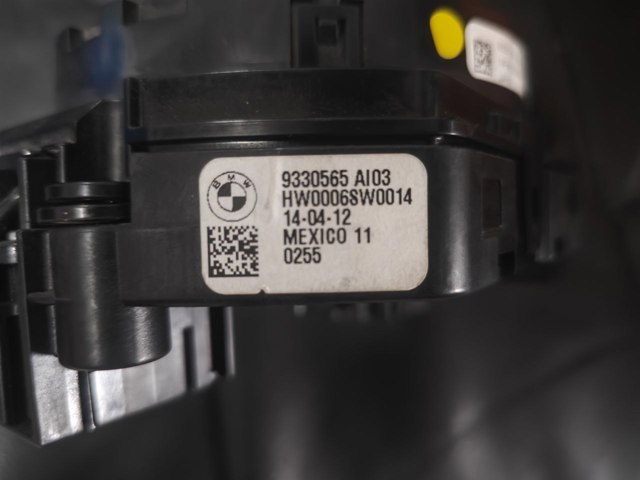 BMW
9330565 AI03
HW0006SW0014
14-04-12
MEXICO 11
0255